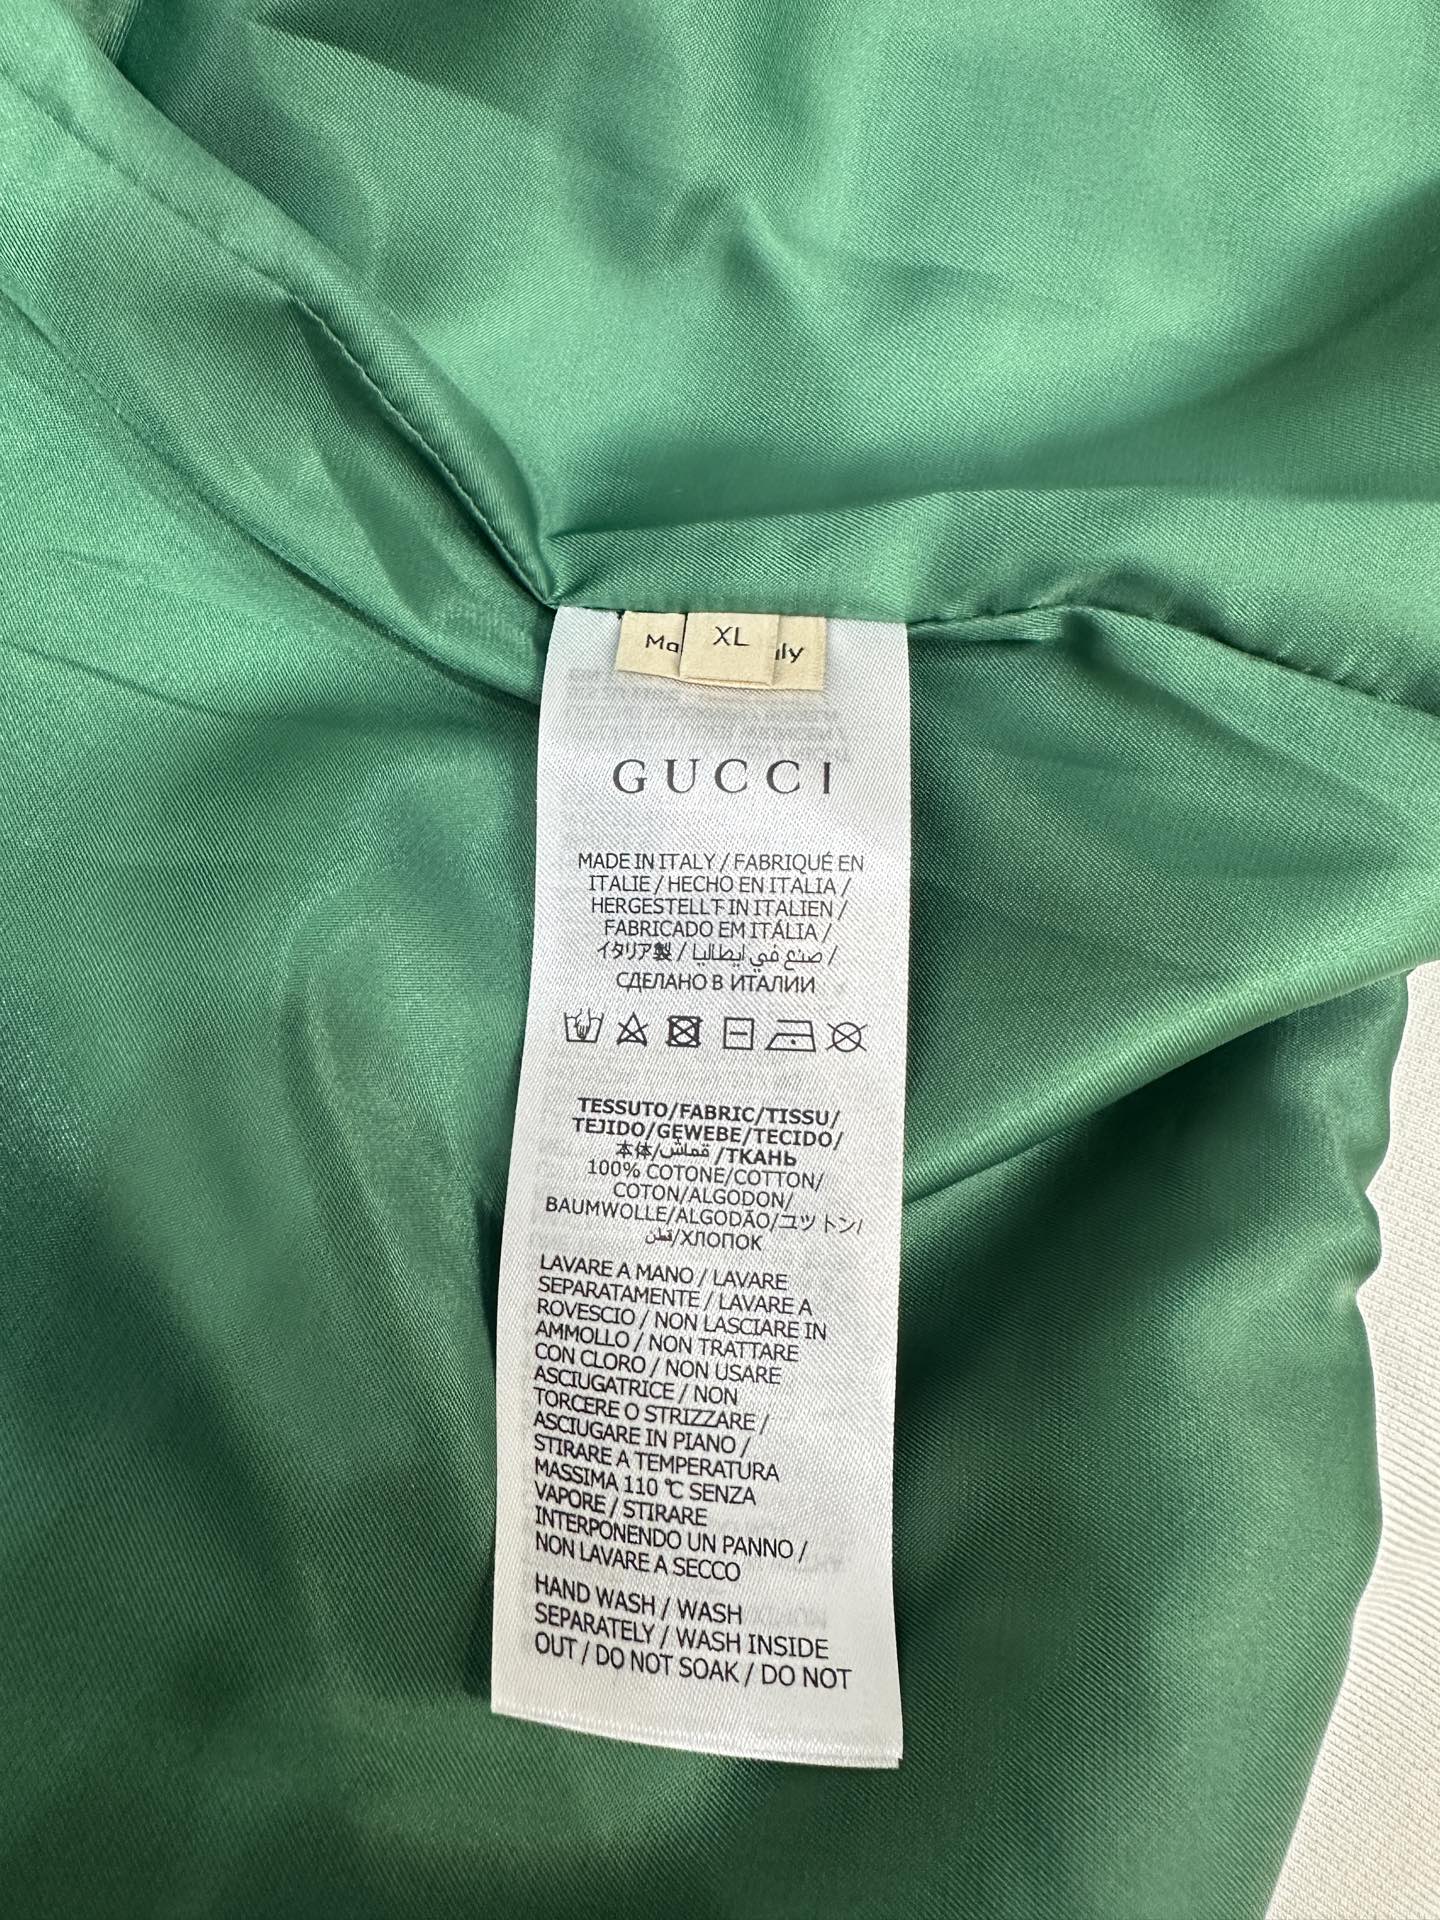 XL
Ma
ly
GUCCI
MADE IN ITALY / FABRIQUÉ EN
ITALIE / HECHO EN ITALIA /
HERGESTELLT IN ITALIEN /
FABRICADO EM ITÁLIA /
イタリア製 / صنع في ايطاليا /
СДЕЛАНО В ИТАЛИИ
TESSUTO/FABRIC/TISSU/
TEJIDO/GEWEBE/TECIDO/
本体/قماش/ТКАНЬ
100% COTONE/COTTON/
COTON/ALGODON/
BAUMWOLLE/ALGODÃO/コットン/
قطن/ХЛОПОК
LAVARE A MANO / LAVARE
SEPARATAMENTE / LAVARE A
ROVESCIO / NON LASCIARE IN
AMMOLLO / NON TRATTARE
CON CLORO / NON USARE
ASCIUGATRICE / NON
TORCERE O STRIZZARE /
ASCIUGARE IN PIANO /
STIRARE A TEMPERATURA
MASSIMA 110 ℃ SENZA
VAPORE / STIRARE
INTERPONENDO UN PANNO /
NON LAVARE A SECCO
HAND WASH / WASH
SEPARATELY / WASH INSIDE
OUT / DO NOT SOAK / DO NOT